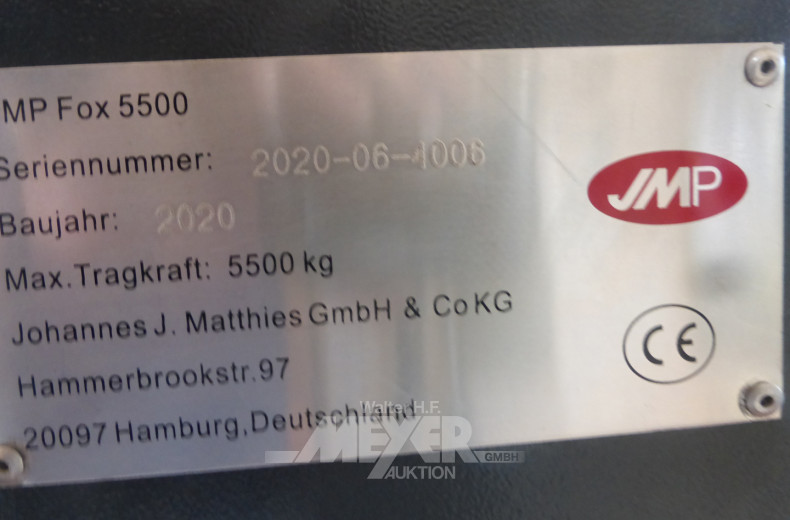 MP Fox 5500
Seriennummer: 2020-06-4006
Baujahr: 2020
Max.Tragkraft: 5500 kg
Johannes J. Matthies GmbH & Co KG
Hammerbrookstr.97
20097 Hamburg,Deutschland
JMP
CE
Walter H.F.
MEYER
GMBH
AUKTION